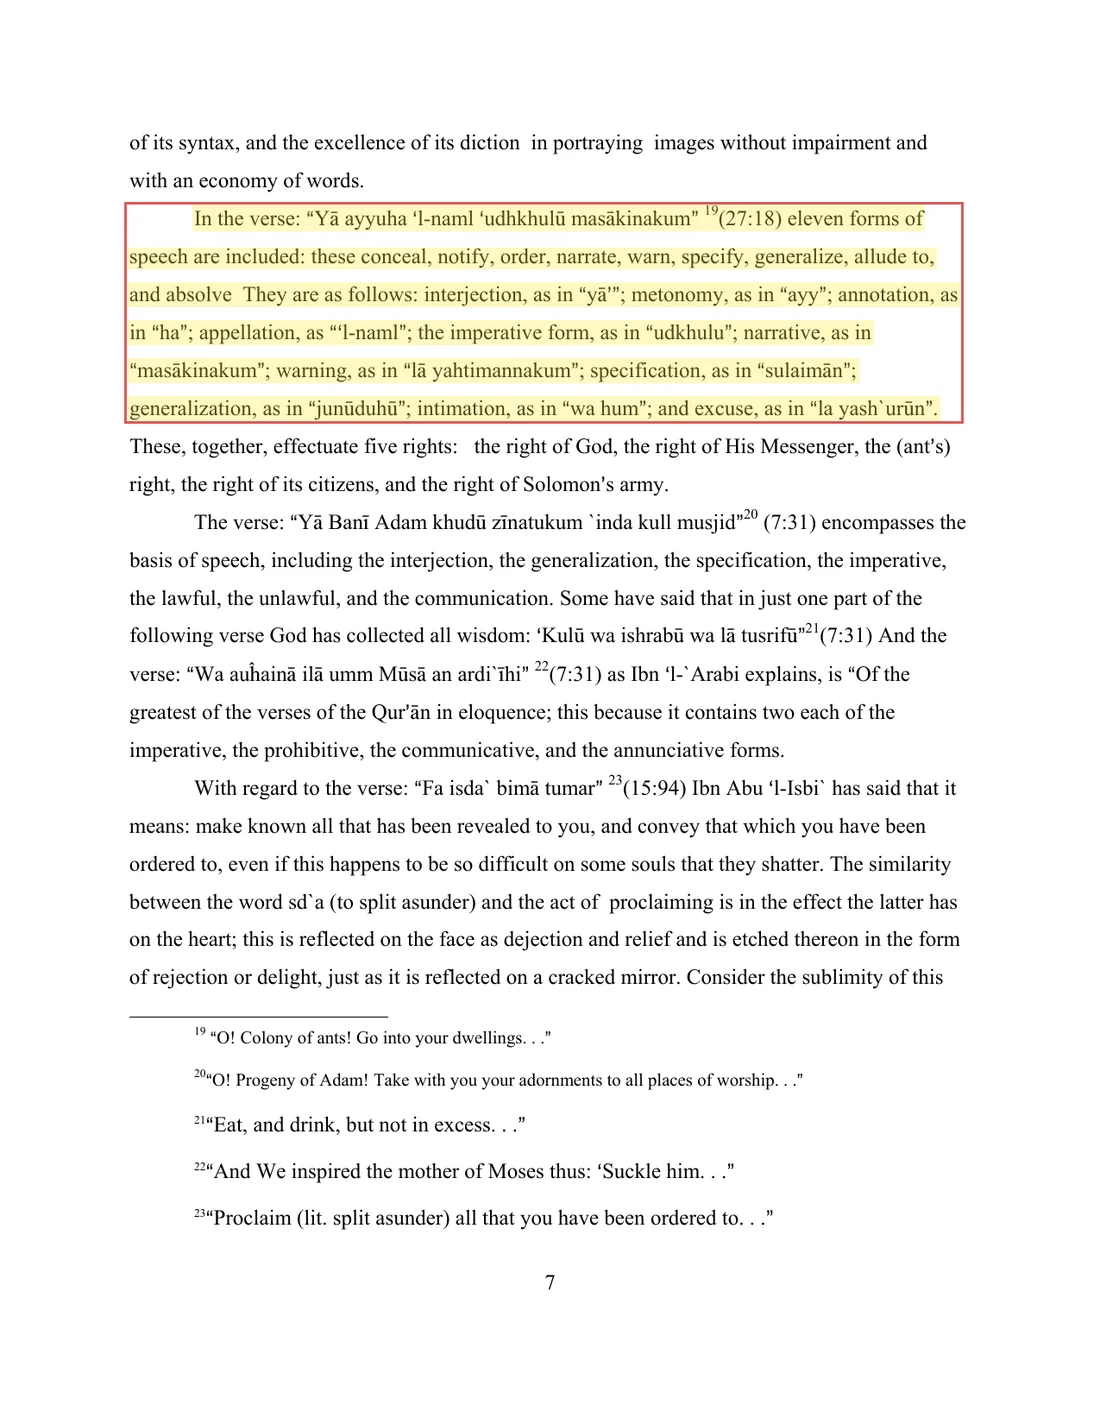 of its syntax, and the excellence of its diction  in portraying  images without impairment and
with an economy of words.
In the verse: “Yā ayyuha ‘l-naml ‘udhkhulū masākinakum” 19(27:18) eleven forms of
speech are included: these conceal, notify, order, narrate, warn, specify, generalize, allude to,
and absolve  They are as follows: interjection, as in “yā’”; metonomy, as in “ayy”; annotation, as
in “ha”; appellation, as “‘l-naml”; the imperative form, as in “udkhulu”; narrative, as in
“masākinakum”; warning, as in “lā yahtimannakum”; specification, as in “sulaimān”;
generalization, as in “junūduhū”; intimation, as in “wa hum”; and excuse, as in “la yash`urūn”.
These, together, effectuate five rights:   the right of God, the right of His Messenger, the (ant’s)
right, the right of its citizens, and the right of Solomon’s army.
The verse: “Yā Banī Adam khudū zīnatukum `inda kull musjid”20 (7:31) encompasses the
basis of speech, including the interjection, the generalization, the specification, the imperative,
the lawful, the unlawful, and the communication. Some have said that in just one part of the
following verse God has collected all wisdom: ‘Kulū wa ishrabū wa lā tusrifū”21(7:31) And the
verse: “Wa auĥainā ilā umm Mūsā an ardi`īhi” 22(7:31) as Ibn ‘l-`Arabi explains, is “Of the
greatest of the verses of the Qur’ān in eloquence; this because it contains two each of the
imperative, the prohibitive, the communicative, and the annunciative forms.
With regard to the verse: “Fa isda` bimā tumar” 23(15:94) Ibn Abu ‘l-Isbi` has said that it
means: make known all that has been revealed to you, and convey that which you have been
ordered to, even if this happens to be so difficult on some souls that they shatter. The similarity
between the word sd`a (to split asunder) and the act of  proclaiming is in the effect the latter has
on the heart; this is reflected on the face as dejection and relief and is etched thereon in the form
of rejection or delight, just as it is reflected on a cracked mirror. Consider the sublimity of this
19 “O! Colony of ants! Go into your dwellings. . .”
20“O! Progeny of Adam! Take with you your adornments to all places of worship. . .”
21“Eat, and drink, but not in excess. . .”
22“And We inspired the mother of Moses thus: ‘Suckle him. . .”
23“Proclaim (lit. split asunder) all that you have been ordered to. . .”
7